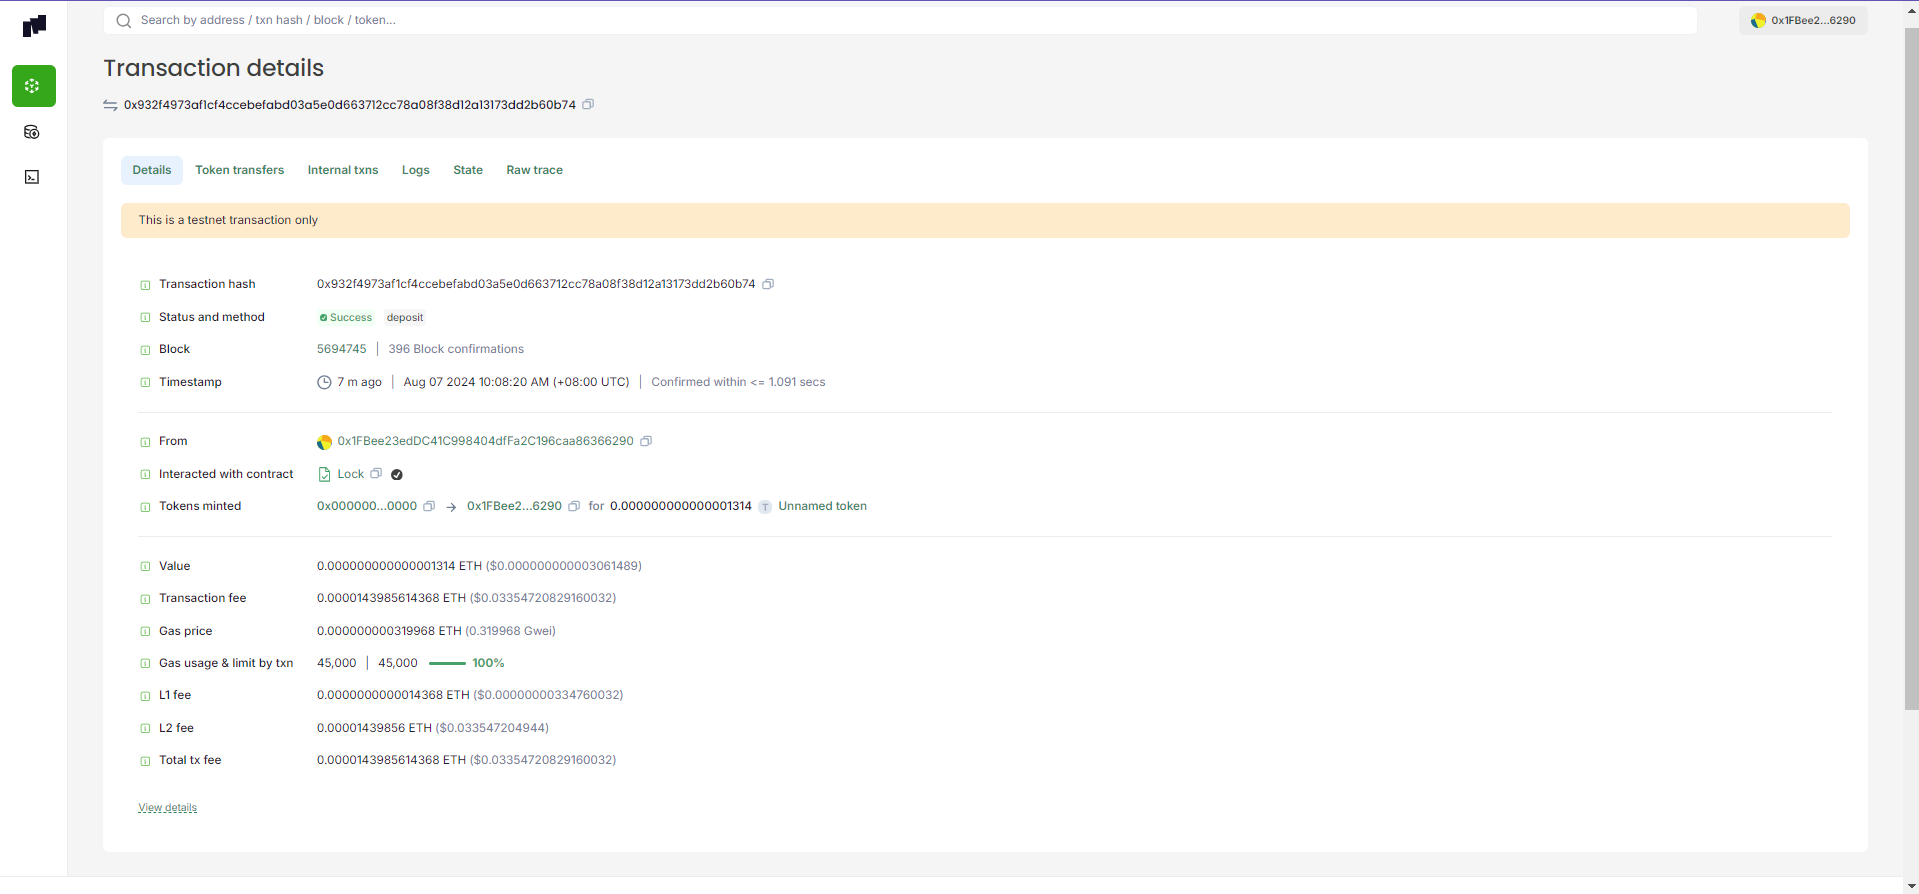 Search by address / txn hash / block / token...
0x1FBee2...6290
Transaction details
0x932f4973af1cf4ccebefabd03a5e0d663712cc78a08f38d12a13173dd2b60b74
Details Token transfers Internal txns Logs State Raw trace
This is a testnet transaction only
Transaction hash 0x932f4973af1cf4ccebefabd03a5e0d663712cc78a08f38d12a13173dd2b60b74
Status and method Success deposit
Block 5694745 | 396 Block confirmations
Timestamp 7 m ago | Aug 07 2024 10:08:20 AM (+08:00 UTC) | Confirmed within <= 1.091 secs
From 0x1FBee23edDC41C998404dfFa2C196caa86366290
Interacted with contract Lock
Tokens minted 0x000000...0000 → 0x1FBee2...6290 for 0.000000000000001314 T Unnamed token
Value 0.000000000000001314 ETH ($0.000000000003061489)
Transaction fee 0.0000143985614368 ETH ($0.03354720829160032)
Gas price 0.000000000319968 ETH (0.319968 Gwei)
Gas usage & limit by txn 45,000 | 45,000 100%
L1 fee 0.0000000000014368 ETH ($0.00000000334760032)
L2 fee 0.00001439856 ETH ($0.033547204944)
Total tx fee 0.0000143985614368 ETH ($0.03354720829160032)
View details